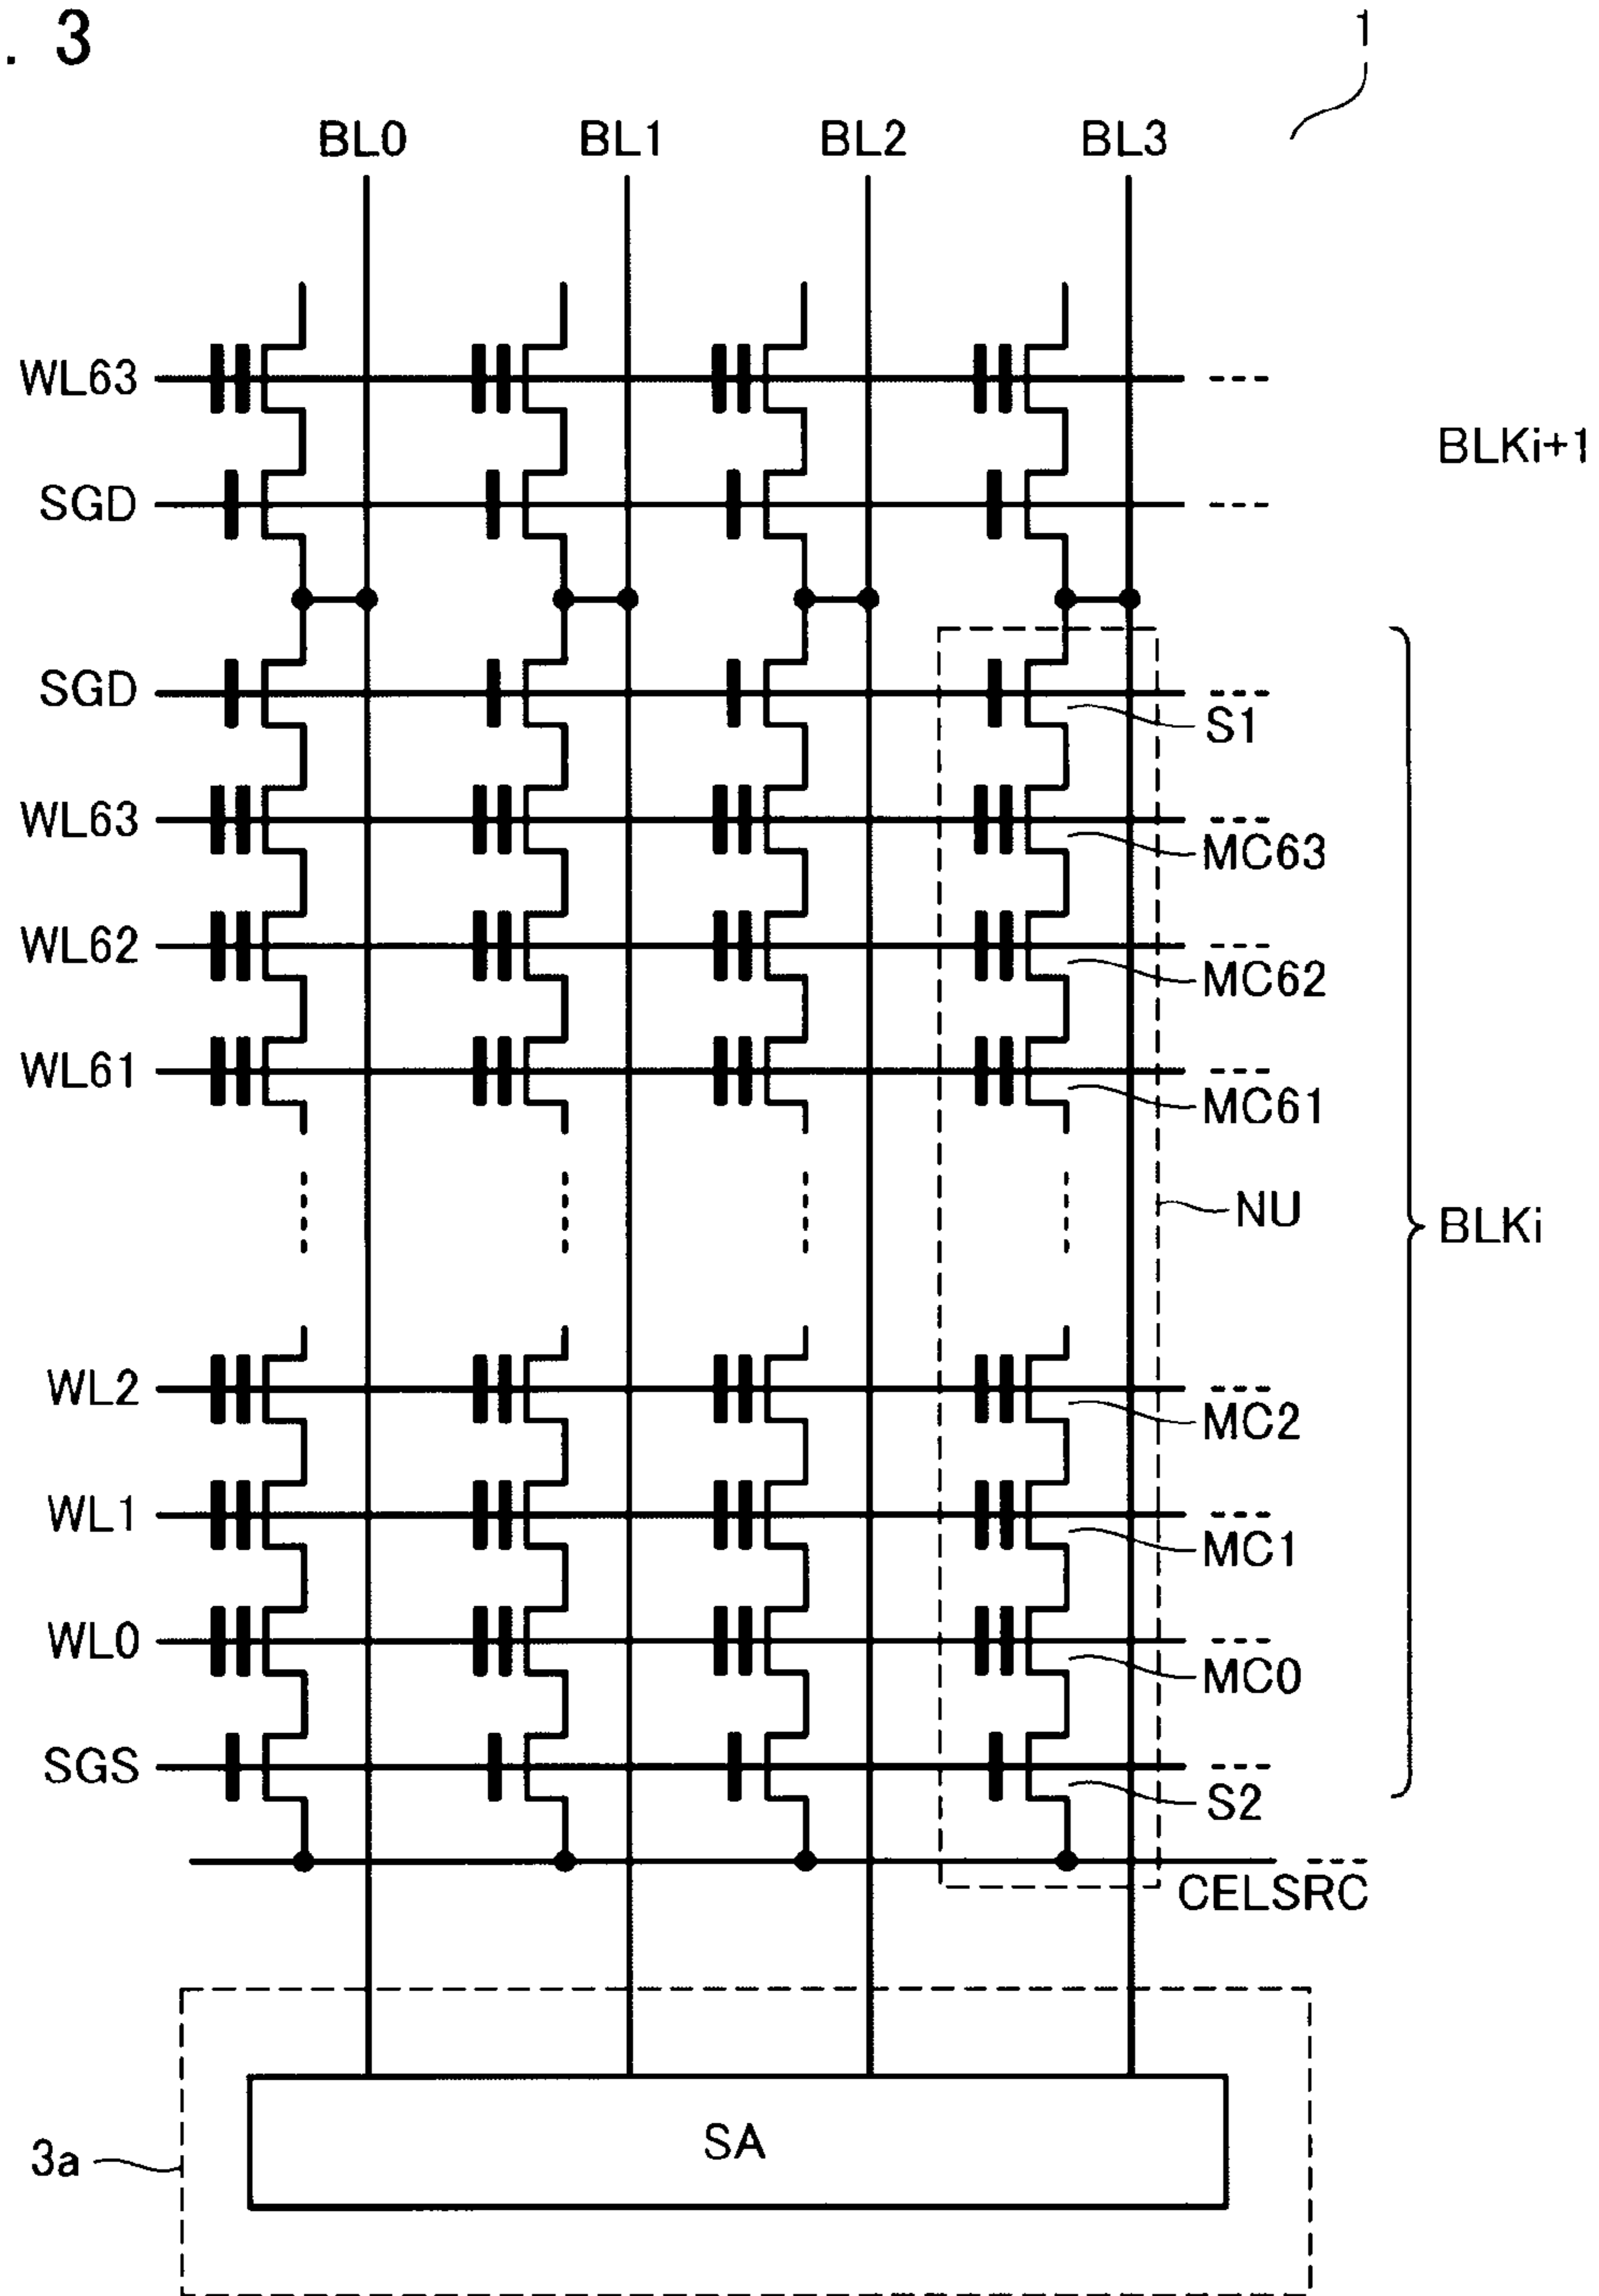 . 3
1
BL0 BL1 BL2 BL3
WL63
BLKi+1
SGD
SGD
S1
WL63
MC63
WL62
MC62
WL61
MC61
NU
BLKi
WL2
MC2
WL1
MC1
WL0
MC0
SGS
S2
CELSRC
SA
3a